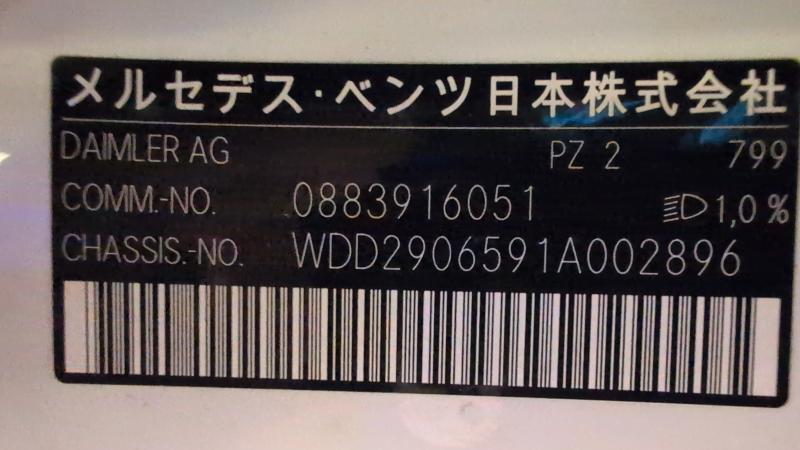 メルセデス・ベンツ日本株式会社
DAIMLER AG PZ 2 799
COMM.-NO. 0883916051 1,0 %
CHASSIS.-NO. WDD2906591A002896